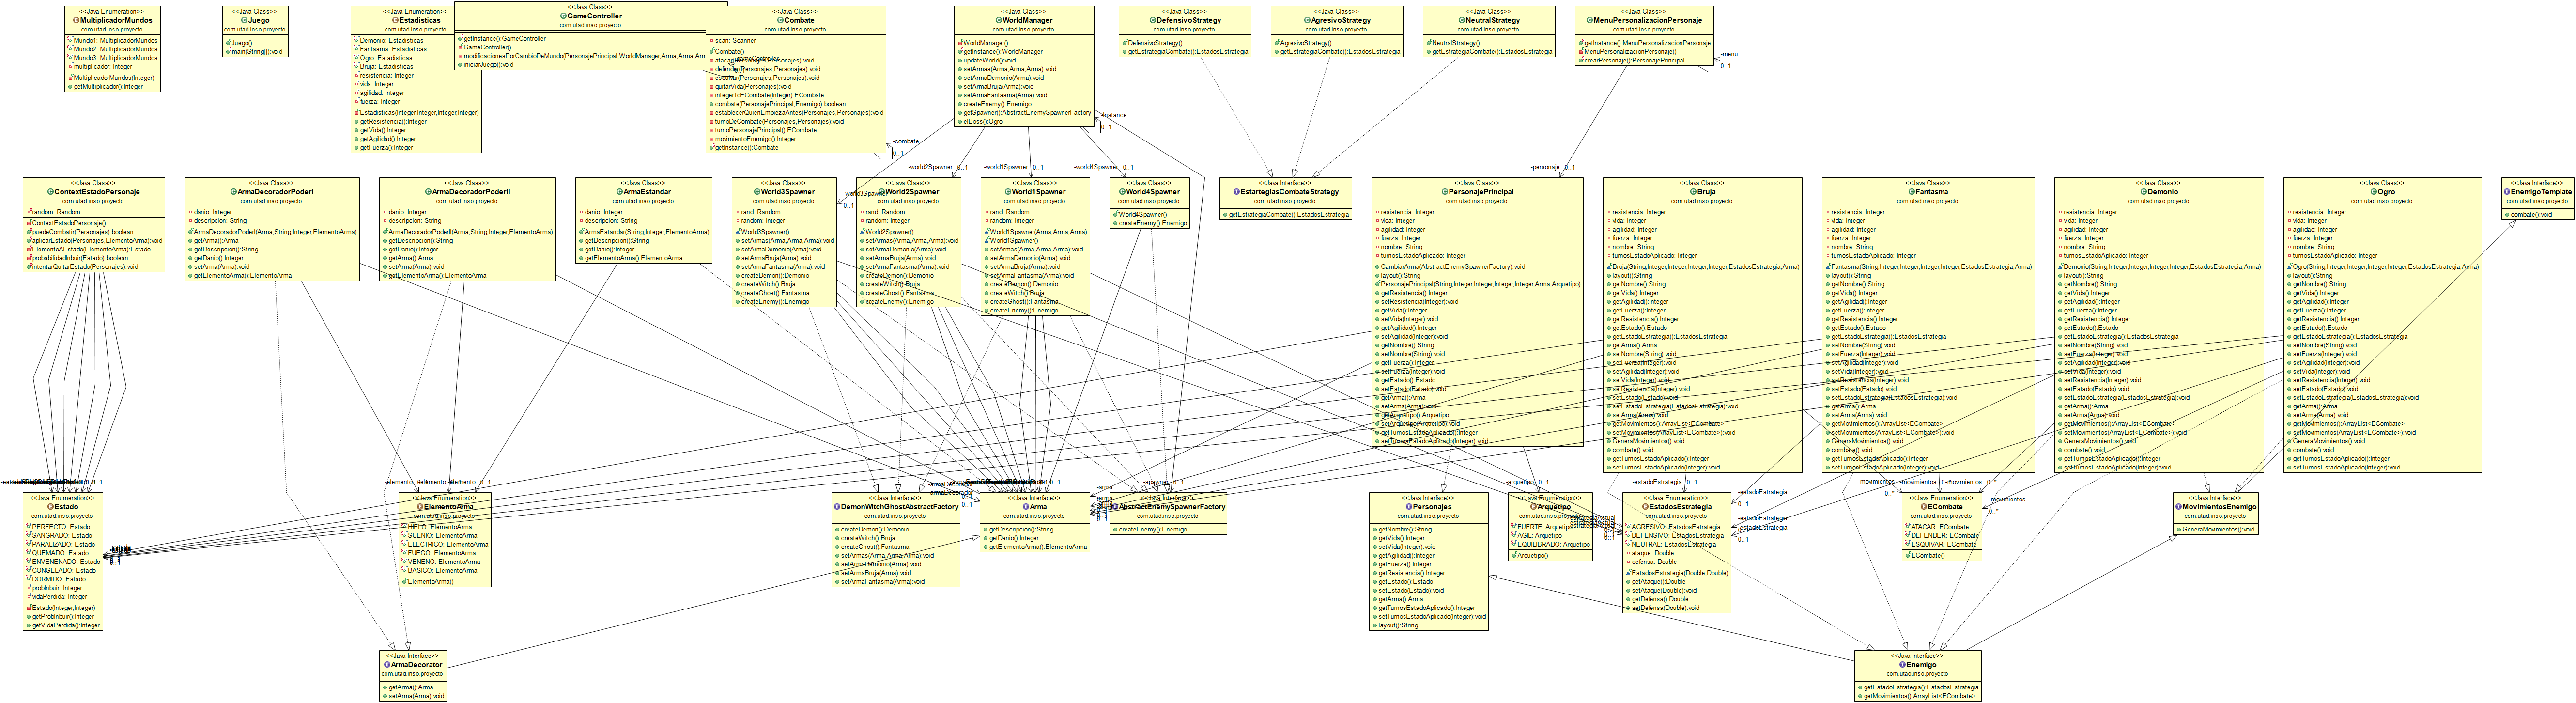 <<Java Enumeration>>
MultiplicadorMundos
com.utad.inso.proyecto
Mundo1: MultiplicadorMundos
Mundo2: MultiplicadorMundos
Mundo3: MultiplicadorMundos
multiplicador: Integer
MultiplicadorMundos(Integer)
getMultiplicador():Integer
<<Java Class>>
Juego
com.utad.inso.proyecto
Juego()
main(String[]):void
<<Java Enumeration>>
Estadisticas
com.utad.inso.proyecto
Demonio: Estadisticas
Fantasma: Estadisticas
Ogro: Estadisticas
Bruja: Estadisticas
resistencia: Integer
vida: Integer
agilidad: Integer
fuerza: Integer
Estadisticas(Integer,Integer,Integer,Integer)
getResistencia():Integer
getVida():Integer
getAgilidad():Integer
getFuerza():Integer
<<Java Class>>
GameController
com.utad.inso.proyecto
getInstance():GameController
GameController()
modificacionesPorCambioDeMundo(PersonajePrincipal,WorldManager,Arma,Arma,Arm
iniciarJuego():void
<<Java Class>>
Combate
com.utad.inso.proyecto
scan: Scanner
Combate()
atacar(Personajes,Personajes):void
defender(Personajes,Personajes):void
esquivar(Personajes,Personajes):void
quitarVida(Personajes):void
integerToECombate(Integer):ECombate
combate(PersonajePrincipal,Enemigo):boolean
establecerQuienEmpiezaAntes(Personajes,Personajes):void
turnoDeCombate(Personajes,Personajes):void
turnoPersonajePrincipal():ECombate
movimientoEnemigo():Integer
getInstance():Combate
-combate
0..1
<<Java Class>>
WorldManager
com.utad.inso.proyecto
WorldManager()
getInstance():WorldManager
updateWorld():void
setArmas(Arma,Arma,Arma):void
setArmaDemonio(Arma):void
setArmaBruja(Arma):void
setArmaFantasma(Arma):void
createEnemy():Enemigo
getSpawner():AbstractEnemySpawnerFactory
elBoss():Ogro
-instance
0..1
<<Java Class>>
DefensivoStrategy
com.utad.inso.proyecto
DefensivoStrategy()
getEstrategiaCombate():EstadosEstrategia
<<Java Class>>
AgresivoStrategy
com.utad.inso.proyecto
AgresivoStrategy()
getEstrategiaCombate():EstadosEstrategia
<<Java Class>>
NeutralStrategy
com.utad.inso.proyecto
NeutralStrategy()
getEstrategiaCombate():EstadosEstrategia
<<Java Class>>
MenuPersonalizacionPersonaje
com.utad.inso.proyecto
getInstance():MenuPersonalizacionPersonaje
MenuPersonalizacionPersonaje()
crearPersonaje():PersonajePrincipal
-menu
0..1
-world2Spawner
0..1
-world1Spawner
0..1
-world4Spawner
0..1
-personaje
0..1
<<Java Class>>
ContextEstadoPersonaje
com.utad.inso.proyecto
random: Random
ContextEstadoPersonaje()
puedeCombatir(Personajes):boolean
aplicarEstado(Personajes,ElementoArma):void
ElementoAEstado(ElementoArma):Estado
probabilidadInbuir(Estado):boolean
intentarQuitarEstado(Personajes):void
<<Java Class>>
ArmaDecoradorPoderI
com.utad.inso.proyecto
danio: Integer
descripcion: String
ArmaDecoradorPoderI(Arma,String,Integer,ElementoArma)
getArma():Arma
getDescripcion():String
getDanio():Integer
setArma(Arma):void
getElementoArma():ElementoArma
<<Java Class>>
ArmaDecoradorPoderII
com.utad.inso.proyecto
danio: Integer
descripcion: String
ArmaDecoradorPoderII(Arma,String,Integer,ElementoArma)
getDescripcion():String
getDanio():Integer
getArma():Arma
setArma(Arma):void
getElementoArma():ElementoArma
<<Java Class>>
ArmaEstandar
com.utad.inso.proyecto
danio: Integer
descripcion: String
ArmaEstandar(String,Integer,ElementoArma)
getDescripcion():String
getDanio():Integer
getElementoArma():ElementoArma
<<Java Class>>
World3Spawner
com.utad.inso.proyecto
rand: Random
random: Integer
World3Spawner()
setArmas(Arma,Arma,Arma):void
setArmaDemonio(Arma):void
setArmaBruja(Arma):void
setArmaFantasma(Arma):void
createDemon():Demonio
createWitch():Bruja
createGhost():Fantasma
createEnemy():Enemigo
<<Java Class>>
World2Spawner
com.utad.inso.proyecto
rand: Random
random: Integer
World2Spawner()
setArmas(Arma,Arma,Arma):void
setArmaDemonio(Arma):void
setArmaBruja(Arma):void
setArmaFantasma(Arma):void
createDemon():Demonio
createWitch():Bruja
createGhost():Fantasma
createEnemy():Enemigo
<<Java Class>>
World1Spawner
com.utad.inso.proyecto
rand: Random
random: Integer
World1Spawner(Arma,Arma,Arma)
World1Spawner()
setArmas(Arma,Arma,Arma):void
setArmaDemonio(Arma):void
setArmaBruja(Arma):void
setArmaFantasma(Arma):void
createDemon():Demonio
createWitch():Bruja
createGhost():Fantasma
createEnemy():Enemigo
<<Java Class>>
World4Spawner
com.utad.inso.proyecto
World4Spawner()
createEnemy():Enemigo
<<Java Interface>>
EstartegiasCombateStrategy
com.utad.inso.proyecto
getEstrategiaCombate():EstadosEstrategia
<<Java Class>>
PersonajePrincipal
com.utad.inso.proyecto
resistencia: Integer
vida: Integer
agilidad: Integer
fuerza: Integer
nombre: String
turnosEstadoAplicado: Integer
CambiarArma(AbstractEnemySpawnerFactory):void
layout():String
PersonajePrincipal(String,Integer,Integer,Integer,Integer,Arma,Arquetipo)
getResistencia():Integer
setResistencia(Integer):void
getVida():Integer
setVida(Integer):void
getAgilidad():Integer
setAgilidad(Integer):void
getNombre():String
setNombre(String):void
getFuerza():Integer
setFuerza(Integer):void
getEstado():Estado
setEstado(Estado):void
getArma():Arma
setArma(Arma):void
getArquetipo():Arquetipo
setArquetipo(Arquetipo):void
getTurnosEstadoAplicado():Integer
setTurnosEstadoAplicado(Integer):void
<<Java Class>>
Bruja
com.utad.inso.proyecto
resistencia: Integer
vida: Integer
agilidad: Integer
fuerza: Integer
nombre: String
turnosEstadoAplicado: Integer
Bruja(String,Integer,Integer,Integer,Integer,EstadosEstrategia,Arma)
layout():String
getNombre():String
getVida():Integer
getAgilidad():Integer
getFuerza():Integer
getResistencia():Integer
getEstado():Estado
getEstadoEstrategia():EstadosEstrategia
getArma():Arma
setNombre(String):void
setFuerza(Integer):void
setAgilidad(Integer):void
setVida(Integer):void
setResistencia(Integer):void
setEstado(Estado):void
setEstadoEstrategia(EstadosEstrategia):void
setArma(Arma):void
getMovimientos():ArrayList<ECombate>
setMovimientos(ArrayList<ECombate>):void
GeneraMovimientos():void
combate():void
getTurnosEstadoAplicado():Integer
setTurnosEstadoAplicado(Integer):void
<<Java Class>>
Fantasma
com.utad.inso.proyecto
resistencia: Integer
vida: Integer
agilidad: Integer
fuerza: Integer
nombre: String
turnosEstadoAplicado: Integer
Fantasma(String,Integer,Integer,Integer,Integer,EstadosEstrategia,Arma)
layout():String
getNombre():String
getVida():Integer
getAgilidad():Integer
getFuerza():Integer
getResistencia():Integer
getEstado():Estado
getEstadoEstrategia():EstadosEstrategia
setNombre(String):void
setFuerza(Integer):void
setAgilidad(Integer):void
setVida(Integer):void
setResistencia(Integer):void
setEstado(Estado):void
setEstadoEstrategia(EstadosEstrategia):void
getArma():Arma
setArma(Arma):void
getMovimientos():ArrayList<ECombate>
setMovimientos(ArrayList<ECombate>):void
GeneraMovimientos():void
combate():void
getTurnosEstadoAplicado():Integer
setTurnosEstadoAplicado(Integer):void
<<Java Class>>
Demonio
com.utad.inso.proyecto
resistencia: Integer
vida: Integer
agilidad: Integer
fuerza: Integer
nombre: String
turnosEstadoAplicado: Integer
Demonio(String,Integer,Integer,Integer,Integer,EstadosEstrategia,Arma)
layout():String
getNombre():String
getVida():Integer
getAgilidad():Integer
getFuerza():Integer
getResistencia():Integer
getEstado():Estado
getEstadoEstrategia():EstadosEstrategia
setNombre(String):void
setFuerza(Integer):void
setAgilidad(Integer):void
setVida(Integer):void
setResistencia(Integer):void
setEstado(Estado):void
setEstadoEstrategia(EstadosEstrategia):void
getArma():Arma
setArma(Arma):void
getMovimientos():ArrayList<ECombate>
setMovimientos(ArrayList<ECombate>):void
GeneraMovimientos():void
combate():void
getTurnosEstadoAplicado():Integer
setTurnosEstadoAplicado(Integer):void
<<Java Class>>
Ogro
com.utad.inso.proyecto
resistencia: Integer
vida: Integer
agilidad: Integer
fuerza: Integer
nombre: String
turnosEstadoAplicado: Integer
Ogro(String,Integer,Integer,Integer,Integer,EstadosEstrategia,Arma)
layout():String
getNombre():String
getVida():Integer
getAgilidad():Integer
getFuerza():Integer
getResistencia():Integer
getEstado():Estado
getEstadoEstrategia():EstadosEstrategia
setNombre(String):void
setFuerza(Integer):void
setAgilidad(Integer):void
setVida(Integer):void
setResistencia(Integer):void
setEstado(Estado):void
setEstadoEstrategia(EstadosEstrategia):void
getArma():Arma
setArma(Arma):void
getMovimientos():ArrayList<ECombate>
setMovimientos(ArrayList<ECombate>):void
GeneraMovimientos():void
combate():void
getTurnosEstadoAplicado():Integer
setTurnosEstadoAplicado(Integer):void
<<Java Interface>>
EnemigoTemplate
com.utad.inso.proyecto
combate():void
<<Java Enumeration>>
Estado
com.utad.inso.proyecto
PERFECTO: Estado
SANGRADO: Estado
PARALIZADO: Estado
QUEMADO: Estado
ENVENENADO: Estado
CONGELADO: Estado
DORMIDO: Estado
probInbuir: Integer
vidaPerdida: Integer
Estado(Integer,Integer)
getProbInbuir():Integer
getVidaPerdida():Integer
<<Java Enumeration>>
ElementoArma
com.utad.inso.proyecto
HIELO: ElementoArma
SUENIO: ElementoArma
ELECTRICO: ElementoArma
FUEGO: ElementoArma
VENENO: ElementoArma
BASICO: ElementoArma
ElementoArma()
<<Java Interface>>
DemonWitchGhostAbstractFactory
com.utad.inso.proyecto
createDemon():Demonio
createWitch():Bruja
createGhost():Fantasma
setArmas(Arma,Arma,Arma):void
setArmaDemonio(Arma):void
setArmaBruja(Arma):void
setArmaFantasma(Arma):void
<<Java Interface>>
Arma
com.utad.inso.proyecto
getDescripcion():String
getDanio():Integer
getElementoArma():ElementoArma
<<Java Interface>>
AbstractEnemySpawnerFactory
com.utad.inso.proyecto
createEnemy():Enemigo
<<Java Interface>>
Personajes
com.utad.inso.proyecto
getNombre():String
getVida():Integer
setVida(Integer):void
getAgilidad():Integer
getFuerza():Integer
getResistencia():Integer
getEstado():Estado
setEstado(Estado):void
getArma():Arma
getTurnosEstadoAplicado():Integer
setTurnosEstadoAplicado(Integer):void
layout():String
-arquetipo
0..1
<<Java Enumeration>>
Arquetipo
com.utad.inso.proyecto
FUERTE: Arquetipo
AGIL: Arquetipo
EQUILIBRADO: Arquetipo
Arquetipo()
-estadoEstrategia
0..1
<<Java Enumeration>>
EstadosEstrategia
com.utad.inso.proyecto
AGRESIVO: EstadosEstrategia
DEFENSIVO: EstadosEstrategia
NEUTRAL: EstadosEstrategia
ataque: Double
defensa: Double
EstadosEstrategia(Double,Double)
getAtaque():Double
setAtaque(Double):void
getDefensa():Double
setDefensa(Double):void
-estadoEstrategia
0..1
-estadoEstrategia
0..1
-movimientos
0..*
-movimientos
0..*
<<Java Enumeration>>
ECombate
com.utad.inso.proyecto
ATACAR: ECombate
DEFENDER: ECombate
ESQUIVAR: ECombate
ECombate()
-movimientos
0..*
<<Java Interface>>
MovimientosEnemigo
com.utad.inso.proyecto
GeneraMovimientos():void
<<Java Interface>>
ArmaDecorator
com.utad.inso.proyecto
getArma():Arma
setArma(Arma):void
<<Java Interface>>
Enemigo
com.utad.inso.proyecto
getEstadoEstrategia():EstadosEstrategia
getMovimientos():ArrayList<ECombate>